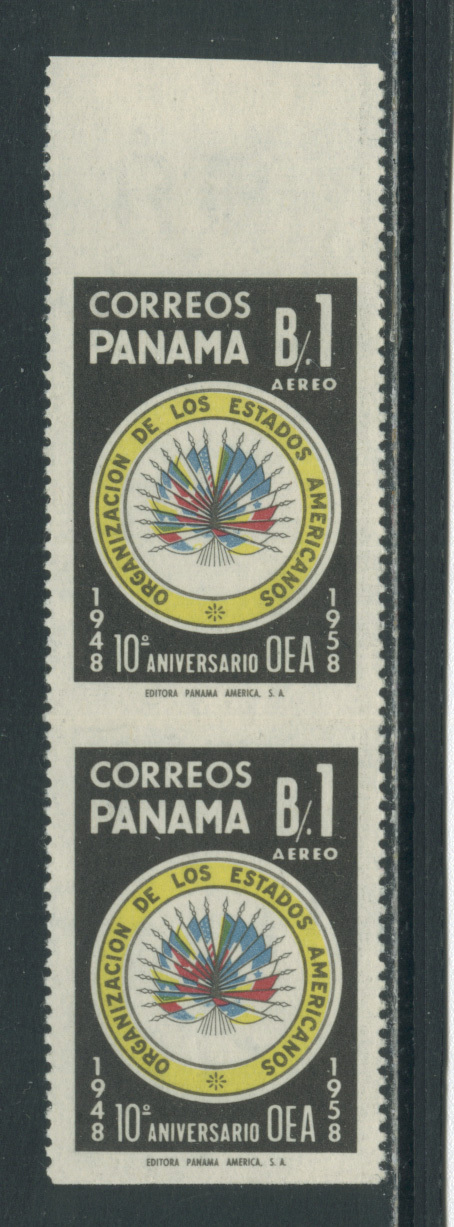 CORREOS
PANAMA
B/.1
AEREO
ORGANIZACION DE LOS ESTADOS AMERICANOS
1948
1958
10º ANIVERSARIO OEA
EDITORA PANAMA AMERICA, S. A.
CORREOS
PANAMA
B/.1
AEREO
ORGANIZACION DE LOS ESTADOS AMERICANOS
1948
1958
10º ANIVERSARIO OEA
EDITORA PANAMA AMERICA, S. A.